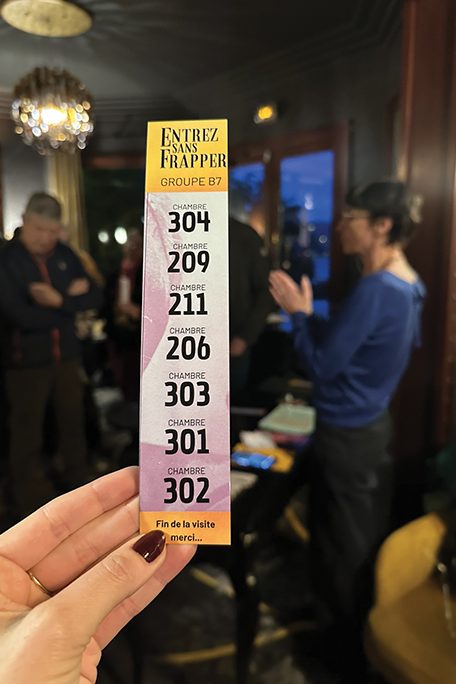 ENTREZ
SANS
FRAPPER
GROUPE B7
CHAMBRE
304
CHAMBRE
209
CHAMBRE
211
CHAMBRE
206
CHAMBRE
303
CHAMBRE
301
CHAMBRE
302
Fin de la visite
merci...